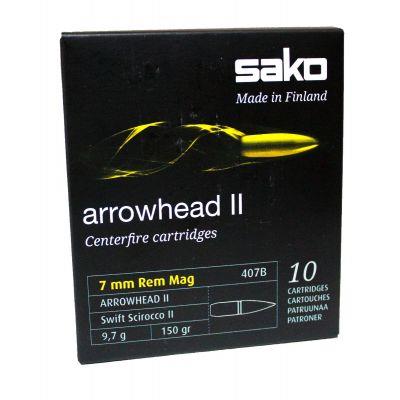 sako
Made in Finland
arrowhead II
Centerfire cartridges
7 mm Rem Mag 407B
ARROWHEAD II
Swift Scirocco II
9,7 g 150 gr
10
CARTRIDGES
CARTOUCHES
PATRUUNAA
PATRONER